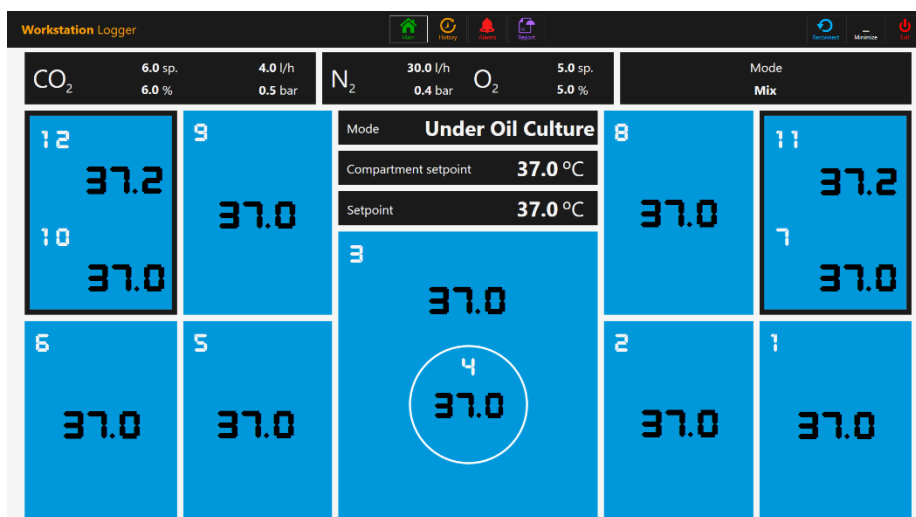 Workstation Logger
Main
History
Alarms
Report
Reconnect
Minimize
Exit
CO2
6.0 sp.
4.0 l/h
6.0 %
0.5 bar
N2
30.0 l/h
0.4 bar
O2
5.0 sp.
5.0 %
Mode
Mix
12
37.2
10
37.0
9
37.0
Mode Under Oil Culture
Compartment setpoint 37.0 ºC
Setpoint 37.0 ºC
8
37.0
11
37.2
7
37.0
3
37.0
4
37.0
6
37.0
5
37.0
2
37.0
1
37.0